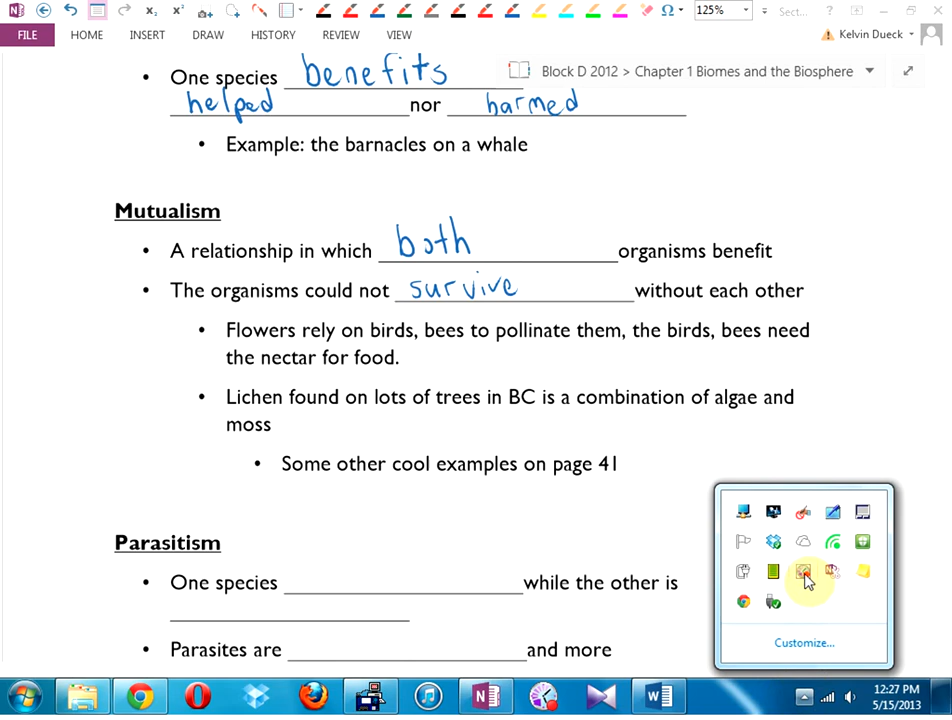 125%
Sect...
FILE HOME INSERT DRAW HISTORY REVIEW VIEW
Kelvin Dueck
• One species benefits
Block D 2012 > Chapter 1 Biomes and the Biosphere
helped nor harmed
• Example: the barnacles on a whale
Mutualism
• A relationship in which both organisms benefit
• The organisms could not survive without each other
• Flowers rely on birds, bees to pollinate them, the birds, bees need
the nectar for food.
• Lichen found on lots of trees in BC is a combination of algae and
moss
• Some other cool examples on page 41
Parasitism
• One species ____ while the other is
____
• Parasites are ____ and more
Customize...
12:27 PM
5/15/2013